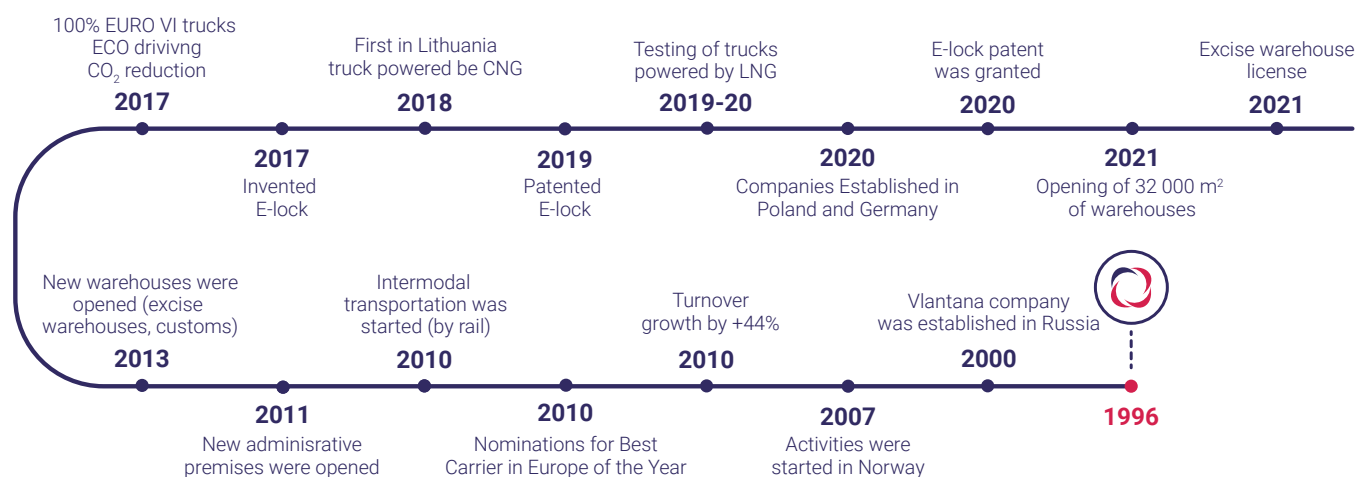 100% EURO VI trucks
ECO drivivng
CO₂ reduction
2017
First in Lithuania
truck powered be CNG
2018
Testing of trucks
powered by LNG
2019-20
E-lock patent
was granted
2020
Excise warehouse
license
2021
2017
Invented
E-lock
2019
Patented
E-lock
2020
Companies Established in
Poland and Germany
2021
Opening of 32 000 m²
of warehouses
New warehouses were
opened (excise
warehouses, customs)
2013
Intermodal
transportation was
started (by rail)
2010
Turnover
growth by +44%
2010
Vlantana company
was established in Russia
2000
2011
New adminisrative
premises were opened
2010
Nominations for Best
Carrier in Europe of the Year
2007
Activities were
started in Norway
1996